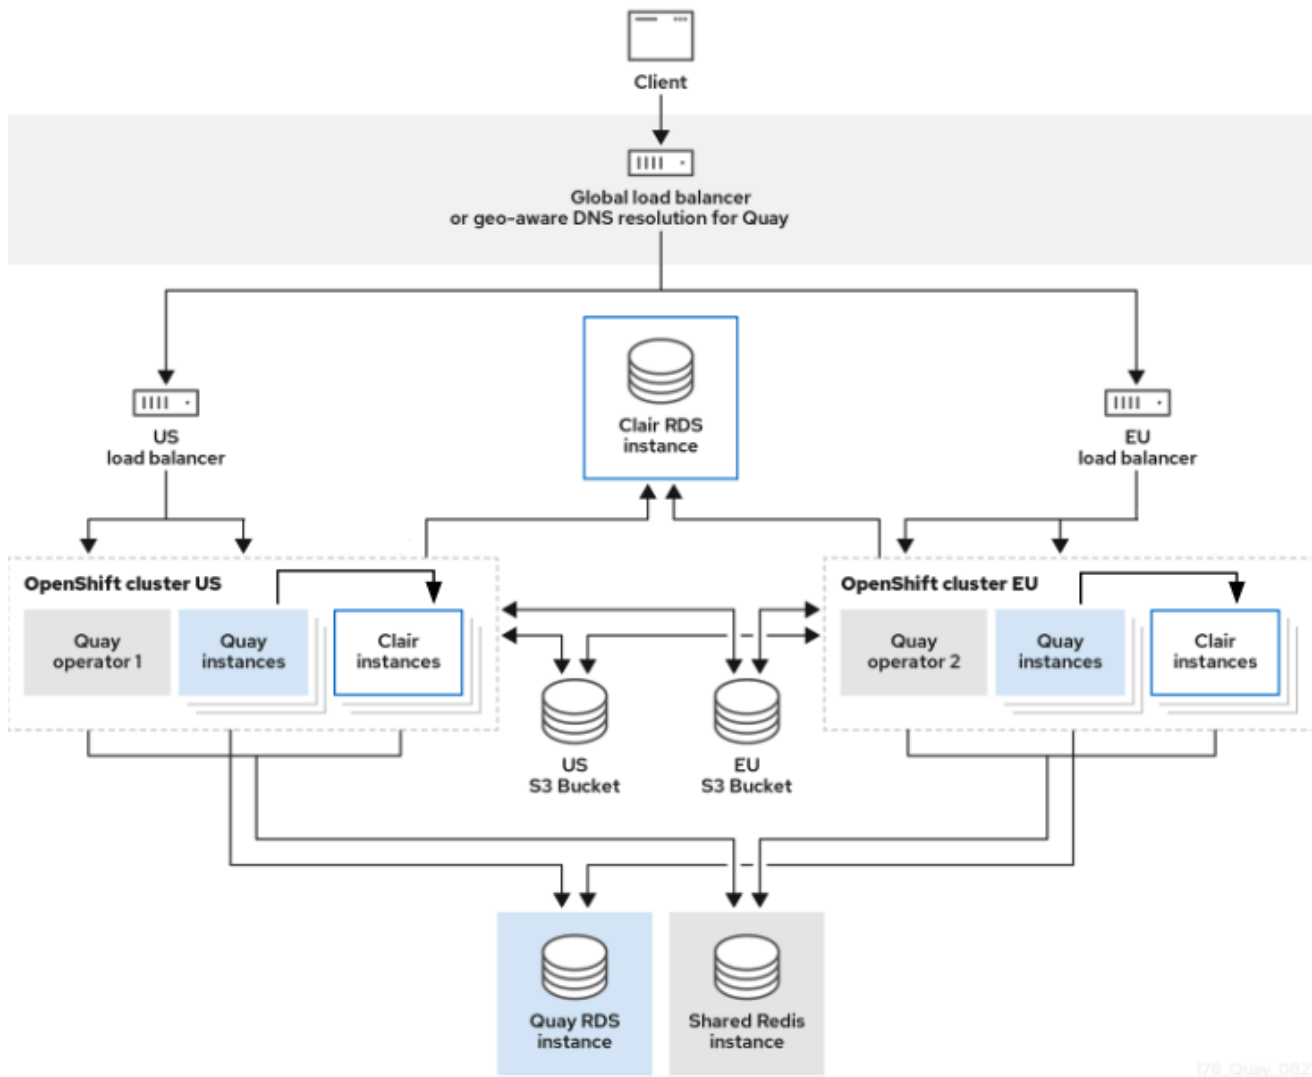 Client
Global load balancer
or geo-aware DNS resolution for Quay
Clair RDS
instance
US
load balancer
EU
load balancer
OpenShift cluster US
Quay
operator 1
Quay
instances
Clair
instances
OpenShift cluster EU
Quay
operator 2
Quay
instances
Clair
instances
US
S3 Bucket
EU
S3 Bucket
Quay RDS
instance
Shared Redis
instance
178_Quay_082